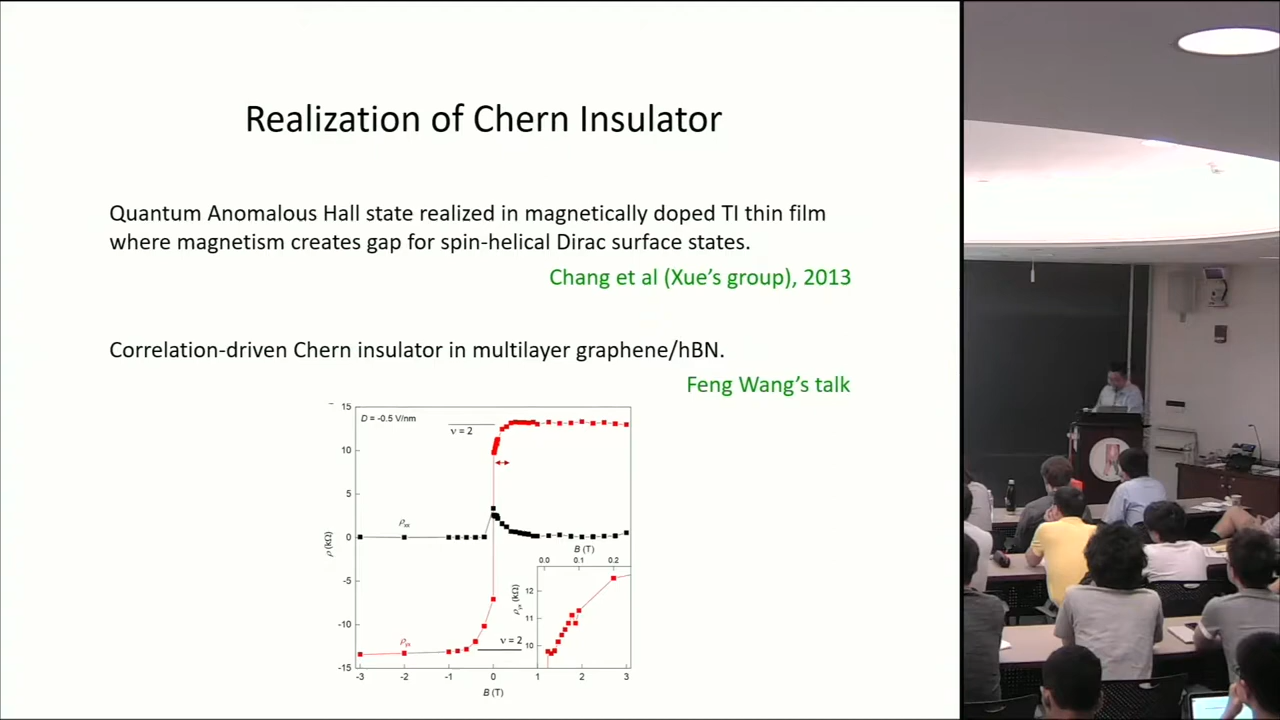 Realization of Chern Insulator
Quantum Anomalous Hall state realized in magnetically doped TI thin film
where magnetism creates gap for spin-helical Dirac surface states.
Chang et al (Xue’s group), 2013
Correlation-driven Chern insulator in multilayer graphene/hBN.
Feng Wang’s talk
15
D = -0.5 V/nm
ν = 2
10
5
ρxx
0
ρ (kΩ)
B (T)
0.0 0.1 0.2
-5
12
ρyx (kΩ)
11
-10
ρyx
ν = 2
10
-15
-3 -2 -1 0 1 2 3
B (T)